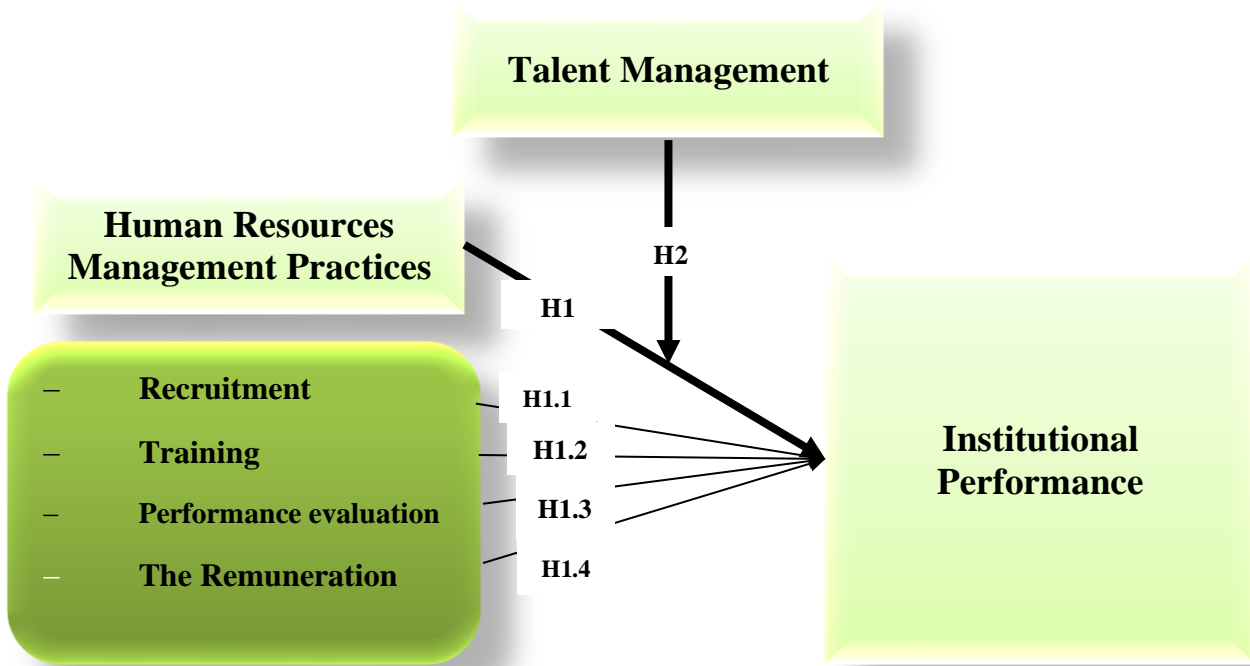 Talent Management
Human Resources
Management Practices
H2
H1
– Recruitment
H1.1
– Training
H1.2
– Performance evaluation
H1.3
– The Remuneration
H1.4
Institutional
Performance